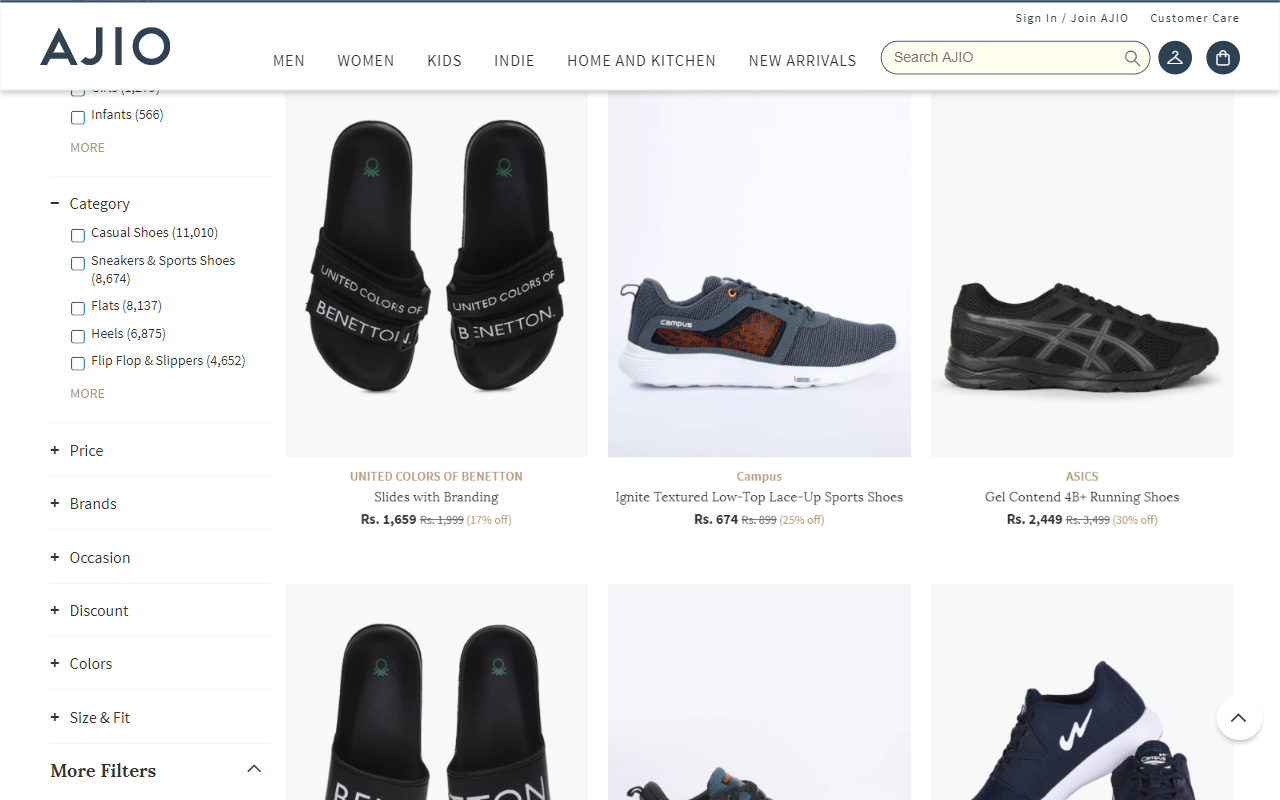 Sign In / Join AJIO Customer Care
AJIO
MEN WOMEN KIDS INDIE HOME AND KITCHEN NEW ARRIVALS
Search AJIO
Infants (566)
MORE
− Category
Casual Shoes (11,010)
Sneakers & Sports Shoes
(8,674)
Flats (8,137)
Heels (6,875)
Flip Flop & Slippers (4,652)
MORE
+ Price
+ Brands
+ Occasion
+ Discount
+ Colors
+ Size & Fit
More Filters
UNITED COLORS OF
BENETTON.
UNITED COLORS OF
BENETTON.
UNITED COLORS OF BENETTON
Slides with Branding
Rs. 1,659 Rs. 1,999 (17% off)
campus
Campus
Ignite Textured Low-Top Lace-Up Sports Shoes
Rs. 674 Rs. 899 (25% off)
ASICS
Gel Contend 4B+ Running Shoes
Rs. 2,449 Rs. 3,499 (30% off)
campus